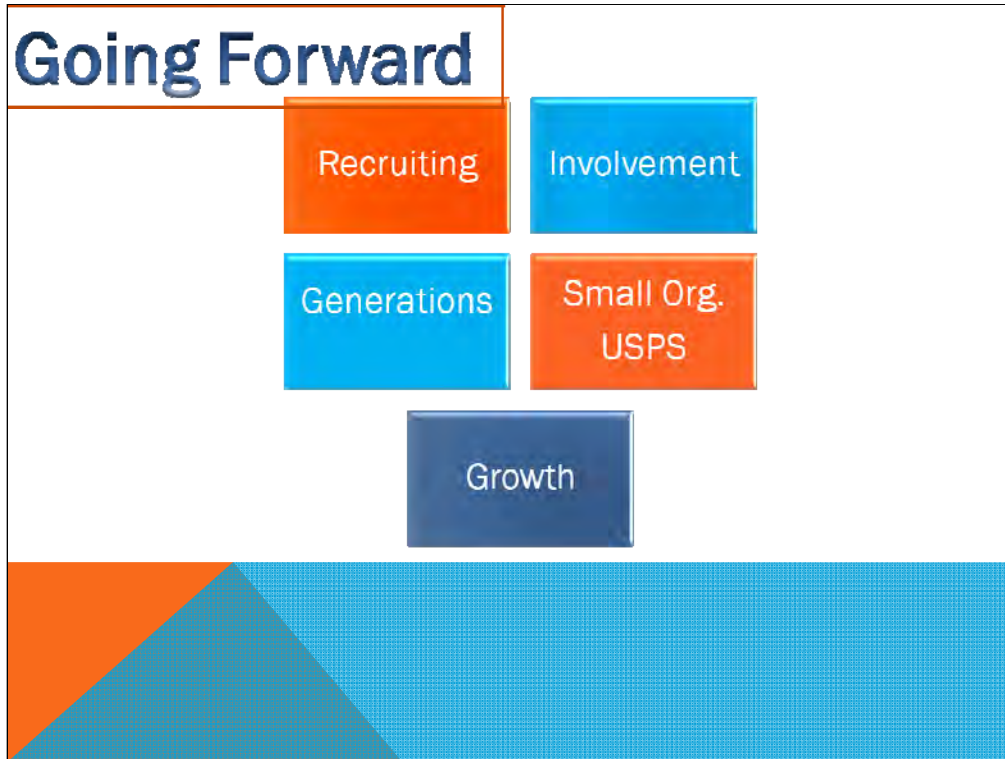 Going Forward
Recruiting
Involvement
Generations
Small Org.
USPS
Growth